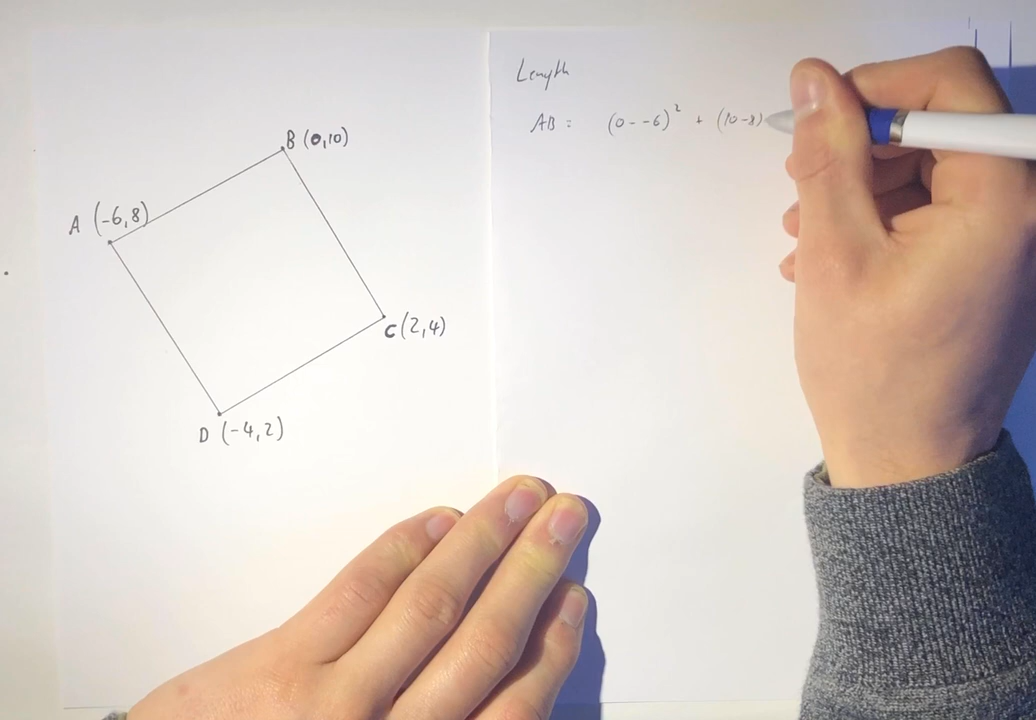 Length
AB = (0--6)² + (10-8)
B (0,10)
A (-6,8)
C (2,4)
D (-4,2)